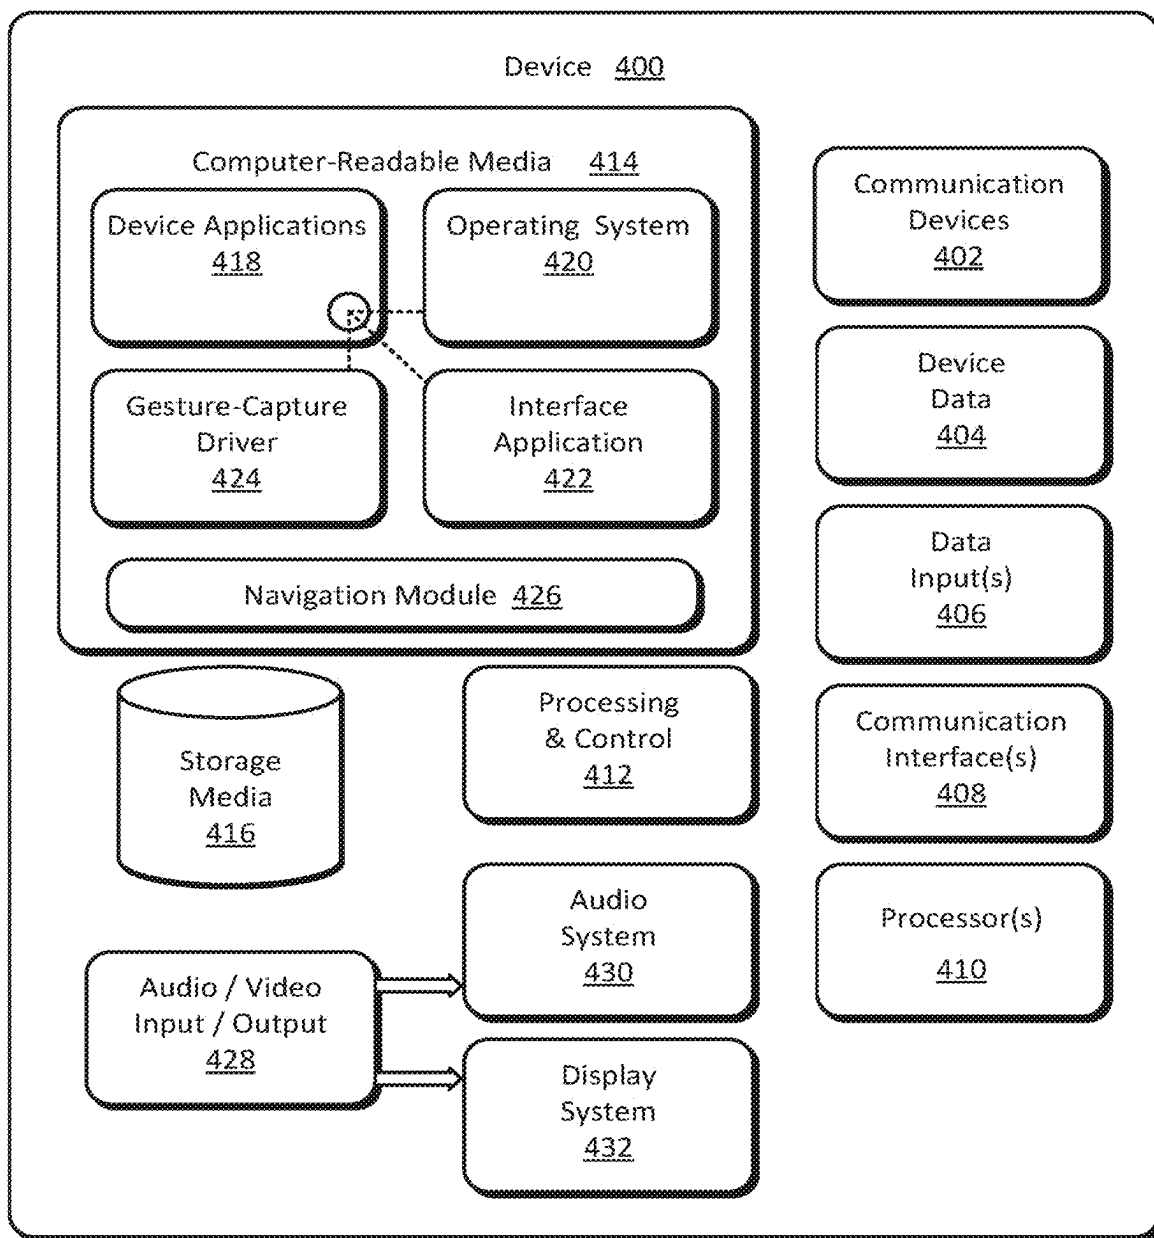 Device 400
Computer-Readable Media 414
Device Applications
418
Operating System
420
Gesture-Capture
Driver
424
Interface
Application
422
Navigation Module 426
Storage
Media
416
Processing
& Control
412
Audio / Video
Input / Output
428
Audio
System
430
Display
System
432
Communication
Devices
402
Device
Data
404
Data
Input(s)
406
Communication
Interface(s)
408
Processor(s)
410